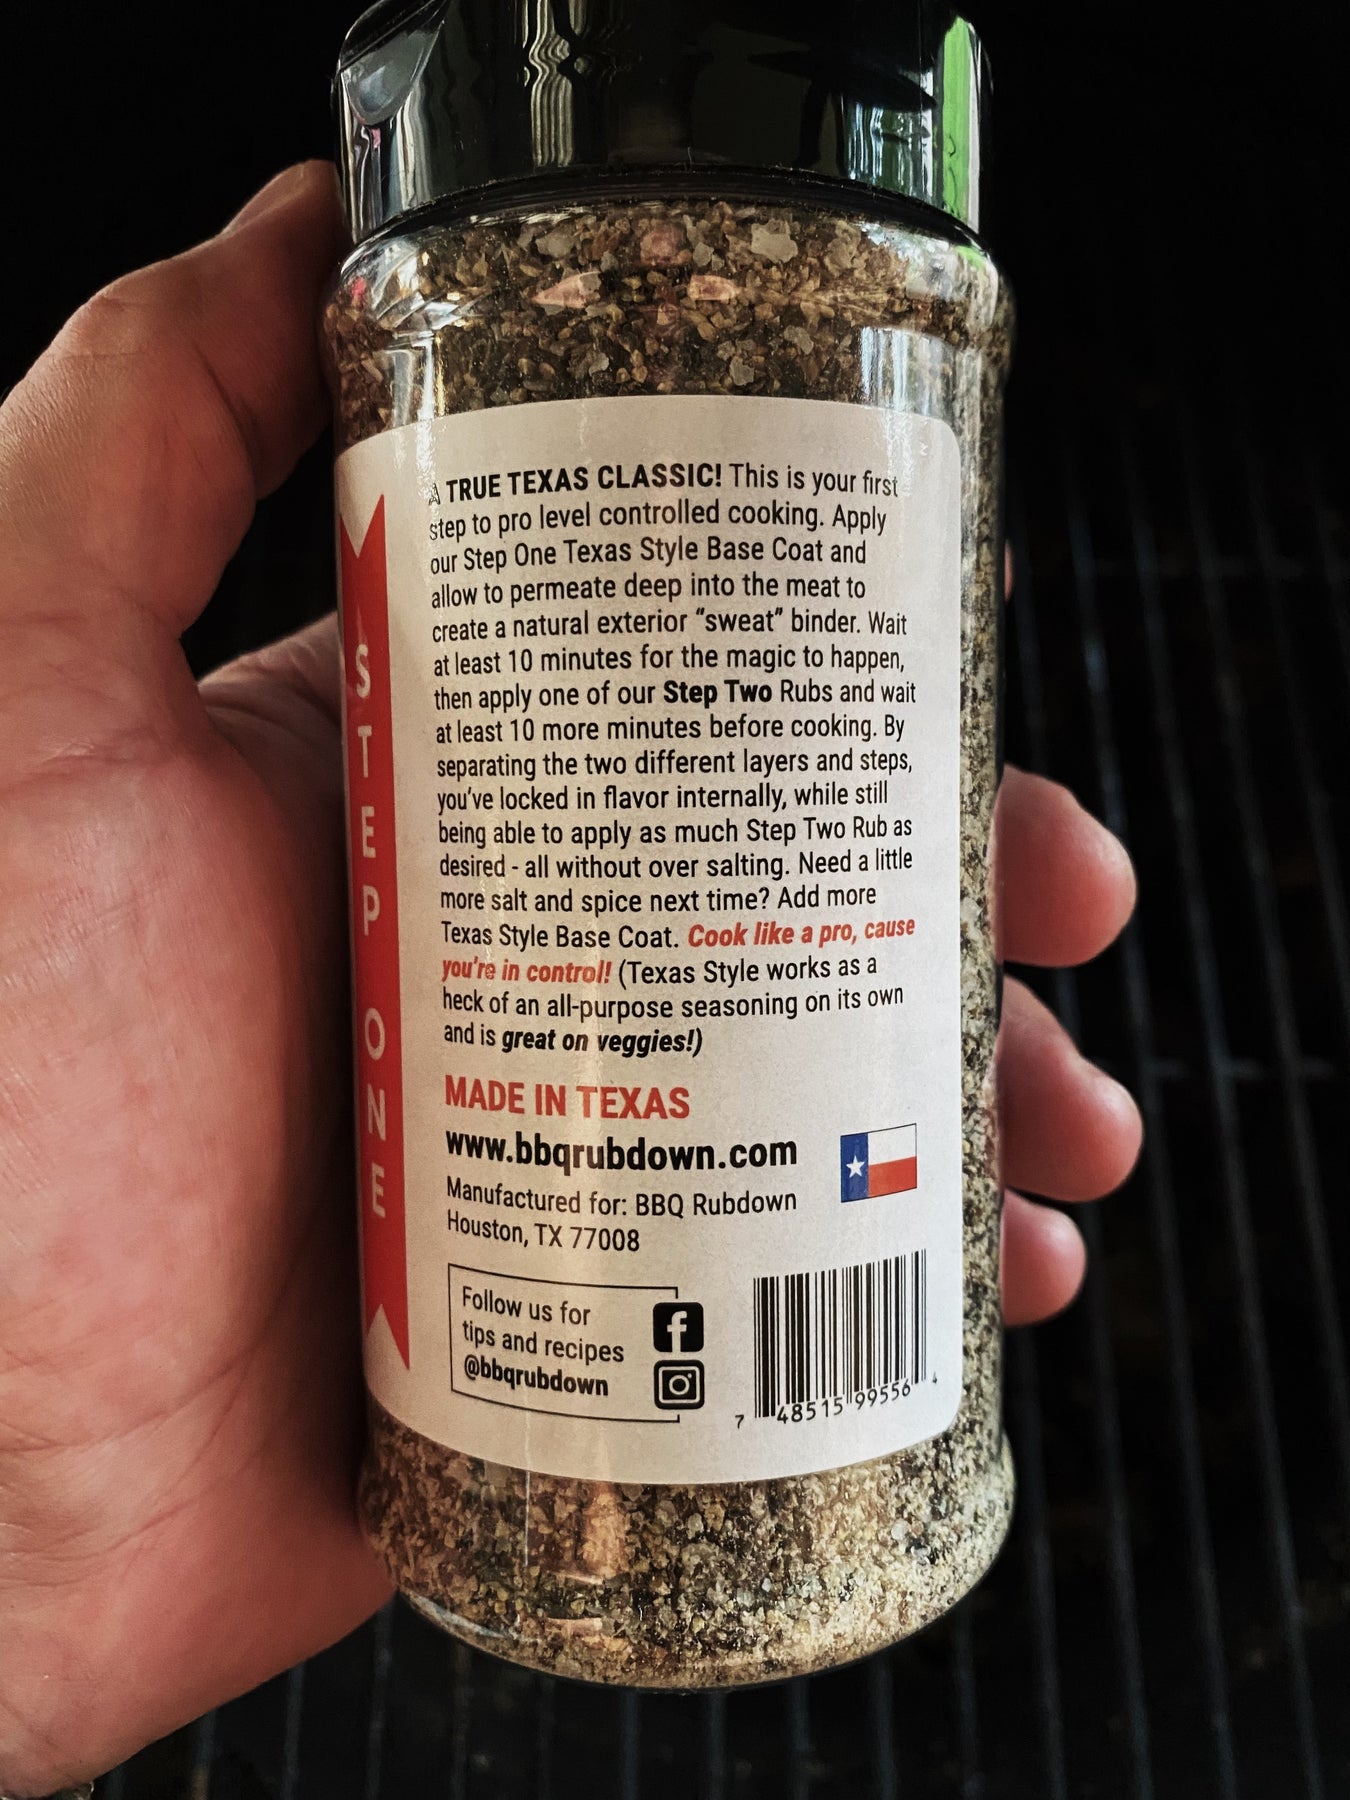 A TRUE TEXAS CLASSIC! This is your first
step to pro level controlled cooking. Apply
our Step One Texas Style Base Coat and
allow to permeate deep into the meat to
create a natural exterior “sweat” binder. Wait
at least 10 minutes for the magic to happen,
then apply one of our Step Two Rubs and wait
at least 10 more minutes before cooking. By
separating the two different layers and steps,
you’ve locked in flavor internally, while still
being able to apply as much Step Two Rub as
desired - all without over salting. Need a little
more salt and spice next time? Add more
Texas Style Base Coat. Cook like a pro, cause
you’re in control! (Texas Style works as a
heck of an all-purpose seasoning on its own
and is great on veggies!)
STEP ONE
MADE IN TEXAS
www.bbqrubdown.com
Manufactured for: BBQ Rubdown
Houston, TX 77008
Follow us for
tips and recipes
@bbqrubdown
7 48515 99556 4